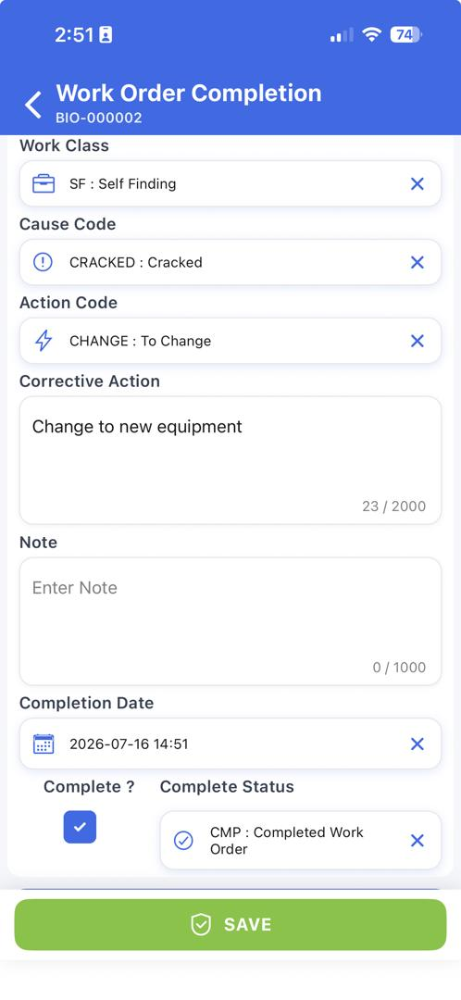 2:51
74
Work Order Completion
BIO-000002
Work Class
SF : Self Finding
Cause Code
CRACKED : Cracked
Action Code
CHANGE : To Change
Corrective Action
Change to new equipment
23 / 2000
Note
Enter Note
0 / 1000
Completion Date
2026-07-16 14:51
Complete ?
Complete Status
CMP : Completed Work
Order
SAVE